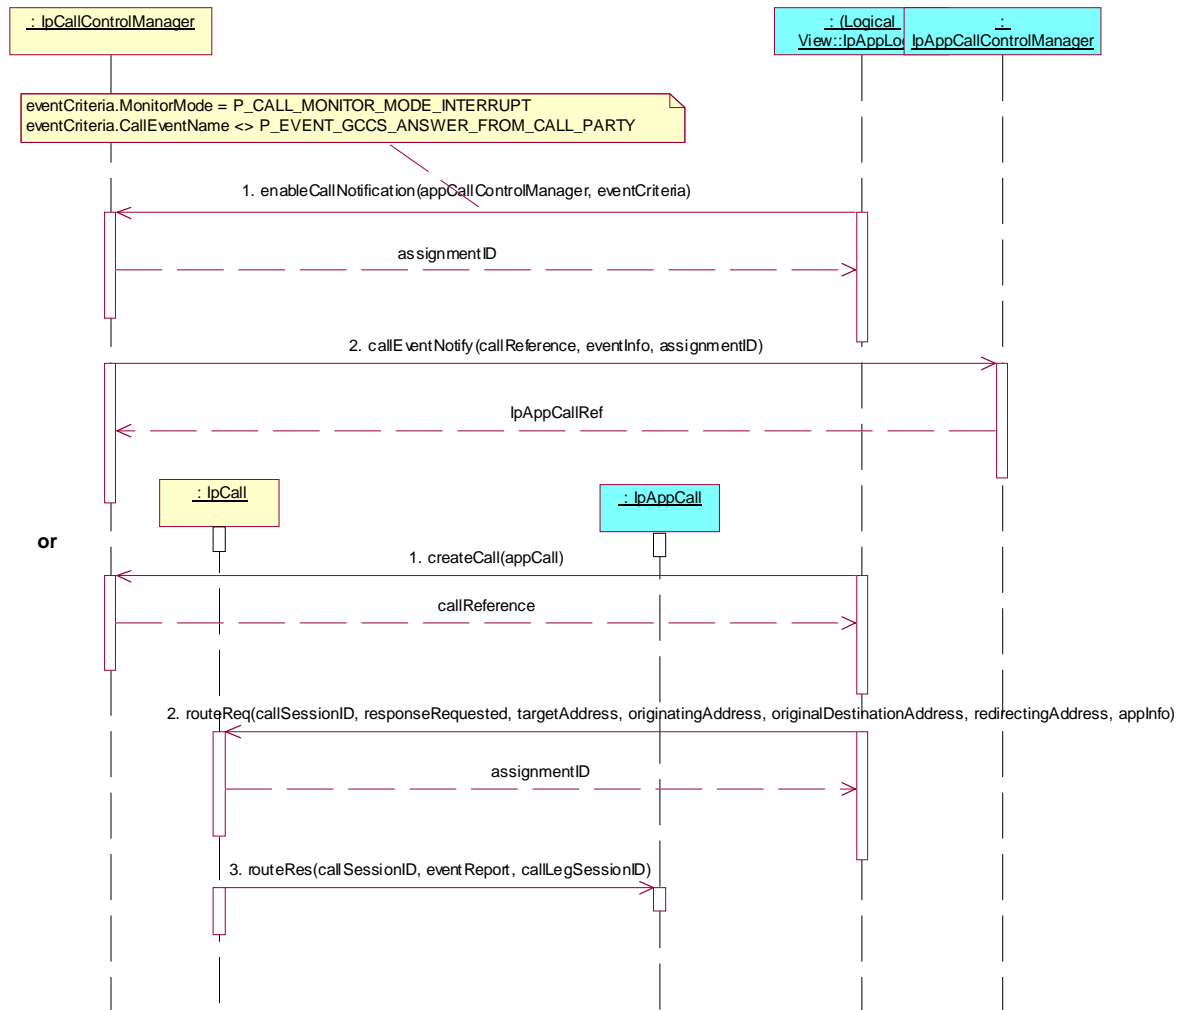 : IpCallControlManager
: (Logical
View::IpAppLo
:
IpAppCallControlManager
eventCriteria.MonitorMode = P_CALL_MONITOR_MODE_INTERRUPT
eventCriteria.CallEventName <> P_EVENT_GCCS_ANSWER_FROM_CALL_PARTY
1. enableCallNotification(appCallControlManager, eventCriteria)
assignmentID
2. callEventNotify(callReference, eventInfo, assignmentID)
IpAppCallRef
: IpCall
: IpAppCall
or
1. createCall(appCall)
callReference
2. routeReq(callSessionID, responseRequested, targetAddress, originatingAddress, originalDestinationAddress, redirectingAddress, appInfo)
assignmentID
3. routeRes(callSessionID, eventReport, callLegSessionID)